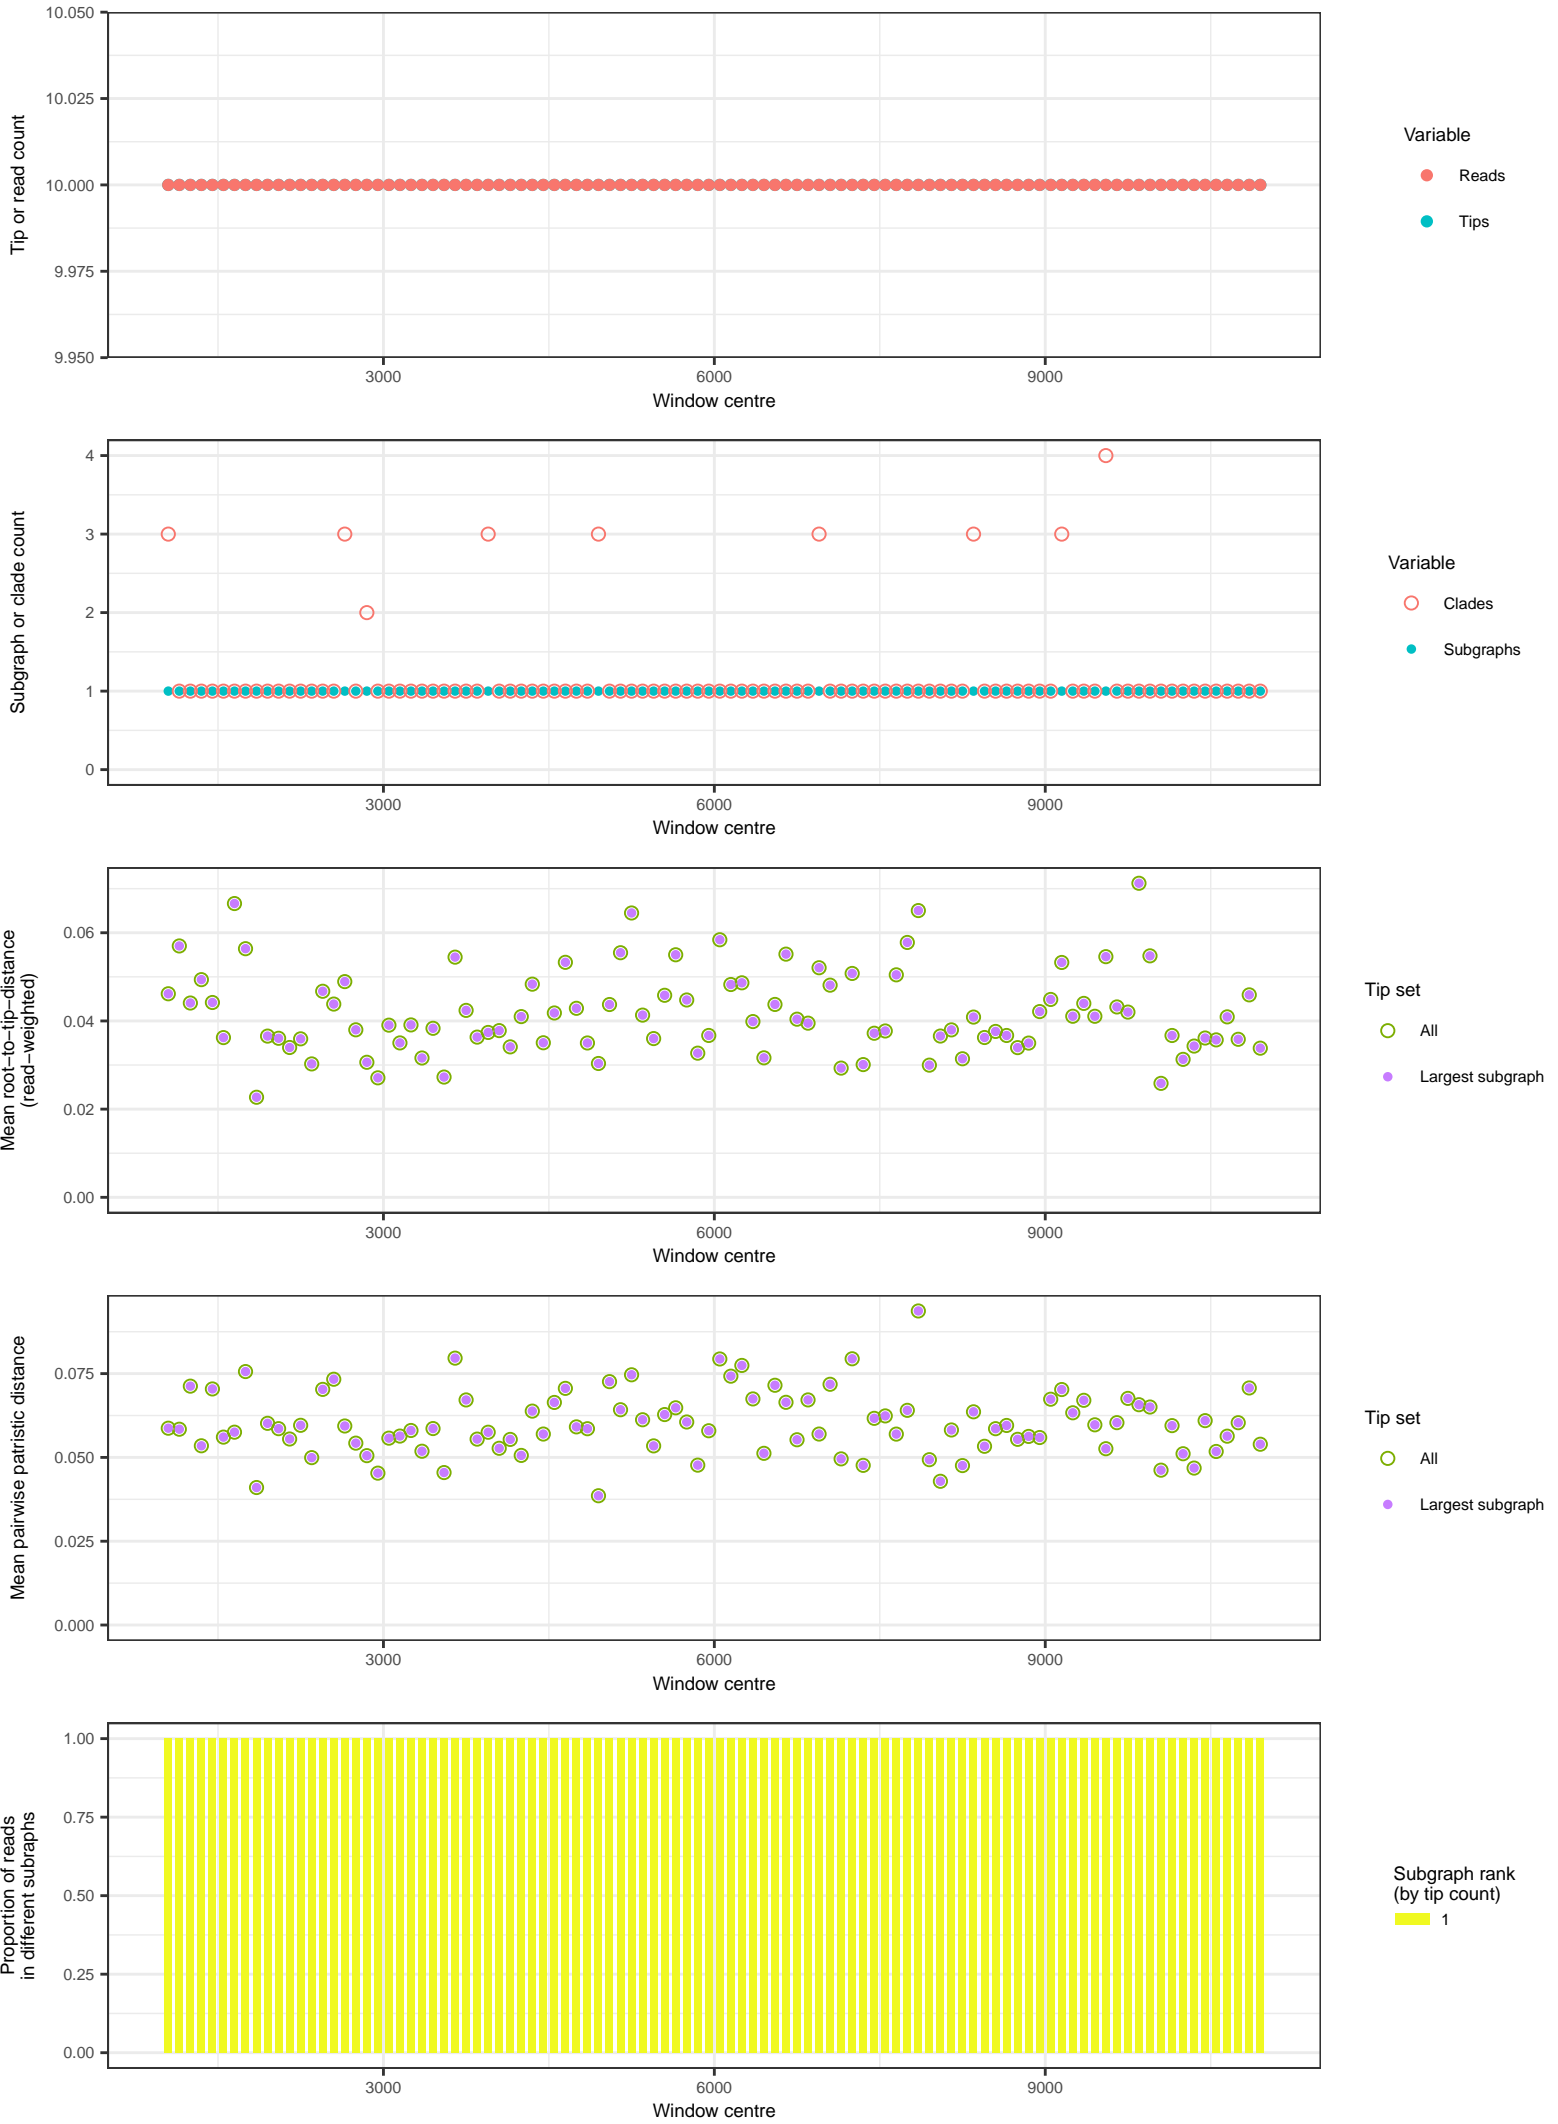 10.050
10.025
10.000
9.975
9.950
Tip or read count
3000 6000 9000
Window centre
Variable
Reads
Tips
4
3
2
1
0
Subgraph or clade count
3000 6000 9000
Window centre
Variable
Clades
Subgraphs
0.06
0.04
0.02
0.00
Mean root−to−tip−distance
(read−weighted)
3000 6000 9000
Window centre
Tip set
All
Largest subgraph
0.075
0.050
0.025
0.000
Mean pairwise patristic distance
3000 6000 9000
Window centre
Tip set
All
Largest subgraph
1.00
0.75
0.50
0.25
0.00
Proportion of reads
in different subraphs
3000 6000 9000
Window centre
Subgraph rank
(by tip count)
1